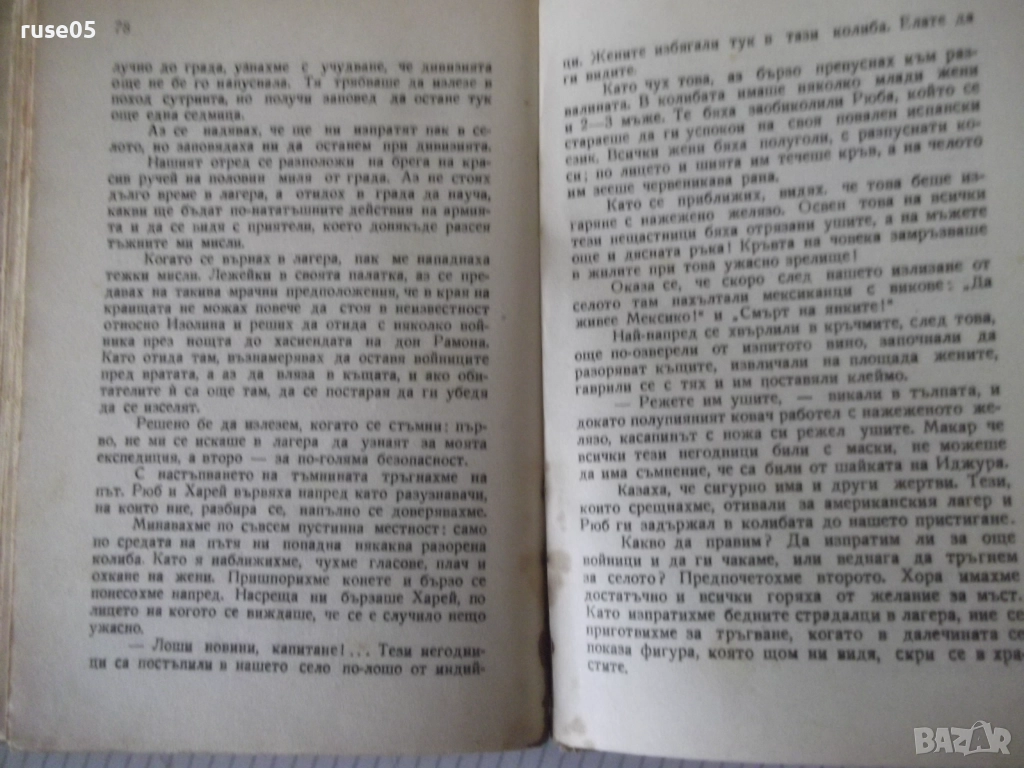 ruse05
78
лучно до града, узнахме с учудване, че дивизията
още не бе го напуснала. Тя трябваше да излезе в
поход сутринта, но получи заповед да остане тук
още една седмица.
Аз се надявах, че ще ни изпратят пак в се-
лото, но заповядаха ни да останем при дивизията.
Нашият отред се разположи на брега на кра-
сив ручей на половин миля от града. Аз не стоях
дълго време в лагера, а отидох в града да науча,
какви ще бъдат по-нататъшните действия на армия-
та и да се видя с приятели, което донякъде разсея
тъжните ми мисли.
Когато се върнах в лагера, пак ме нападнаха
тежки мисли. Лежейки в своята палатка, аз се пре-
давах на такива мрачни предположения, че в края на
краищата не можах повече да стоя в неизвестност
относно Изолина и реших да отида с няколко вой-
ника през нощта до хасиендата на дон Рамона.
Като отида там, възнамерявах да оставя войниците
пред вратата, а аз да вляза в къщата, и ако оби-
тателите ѝ са още там, да се постарая да ги убедя
да се изселят.
Решено бе да излезем, когато се стъмни: пър-
во, не ми се искаше в лагера да узнаят за моята
експедиция, а второ — за по-голяма безопасност.
С настъпването на тъмнината тръгнахме на
път. Рюб и Харей вървяха напред като разузнавачи,
на които ние, разбира се, напълно се доверявахме.
Минавахме по съвсем пустинна местност: само
по средата на пътя ни попадна някаква разорена
колиба. Като я наближихме, чухме гласове, плач и
охкане на жени. Пришпорихме конете и бързо се
понесохме напред. Насреща ни бързаше Харей, по
лицето на когото се виждаше, че се е случило нещо
ужасно.
— Лоши новини, капитане!... Тези негодни-
ци са постъпили в нашето село по-лошо от индий-
ци. Жените избягали тук в тази колиба. Елате да
ги видите.
Като чух това, аз бързо препуснах към раз-
валината. В колибата имаше няколко млади жени
и 2—3 мъже. Те бяха заобиколили Рюба, който се
стараеше да ги успокои на своя повален испански
език. Всички жени бяха полуголи, с разпуснати ко-
си; по лицето и шията им течеше кръв, а на челото
им зееше червеникава рана.
Като се приближих, видях, че това беше из-
гаряне с нажежено желязо. Освен това на всички
тези нещастници бяха отрязани ушите, а на мъжете
още и дясната ръка! Кръвта на човека замръзваше
в жилите при това ужасно зрелище!
Оказа се, че скоро след нашето излизане от
селото там нахълтали мексиканци с викове: „Да
живее Мексико!“ и „Смърт на янките!“
Най-напред се хвърлили в кръчмите, след това,
още по-озверели от изпитото вино, започнали да
разоряват къщите, извличали на площада жените,
гаврили се с тях и им поставяли клеймо.
— Режете им ушите, — викали в тълпата, и
докато полупияният ковач работел с нажеженото же-
лязо, касапинът с ножа си режел ушите. Макар че
всички тези негодници били с маски, не можеше
да има съмнение, че са били от шайката на Иджура.
Казаха, че сигурно има и други жертви. Тези,
които срещнахме, отивали за американския лагер и
Рюб ги задържал в колибата до нашето пристигане.
Какво да правим? Да изпратим ли за още
войници и да ги чакаме, или веднага да тръгнем
за селото? Предпочетохме второто. Хора имахме
достатъчно и всички горяха от желание за мъст.
Като изпратихме бедните страдалци в лагера, ние се
приготвихме за тръгване, когато в далечината се
показа фигура, която щом ни видя, скри се в хра-
стите.
BAZAR